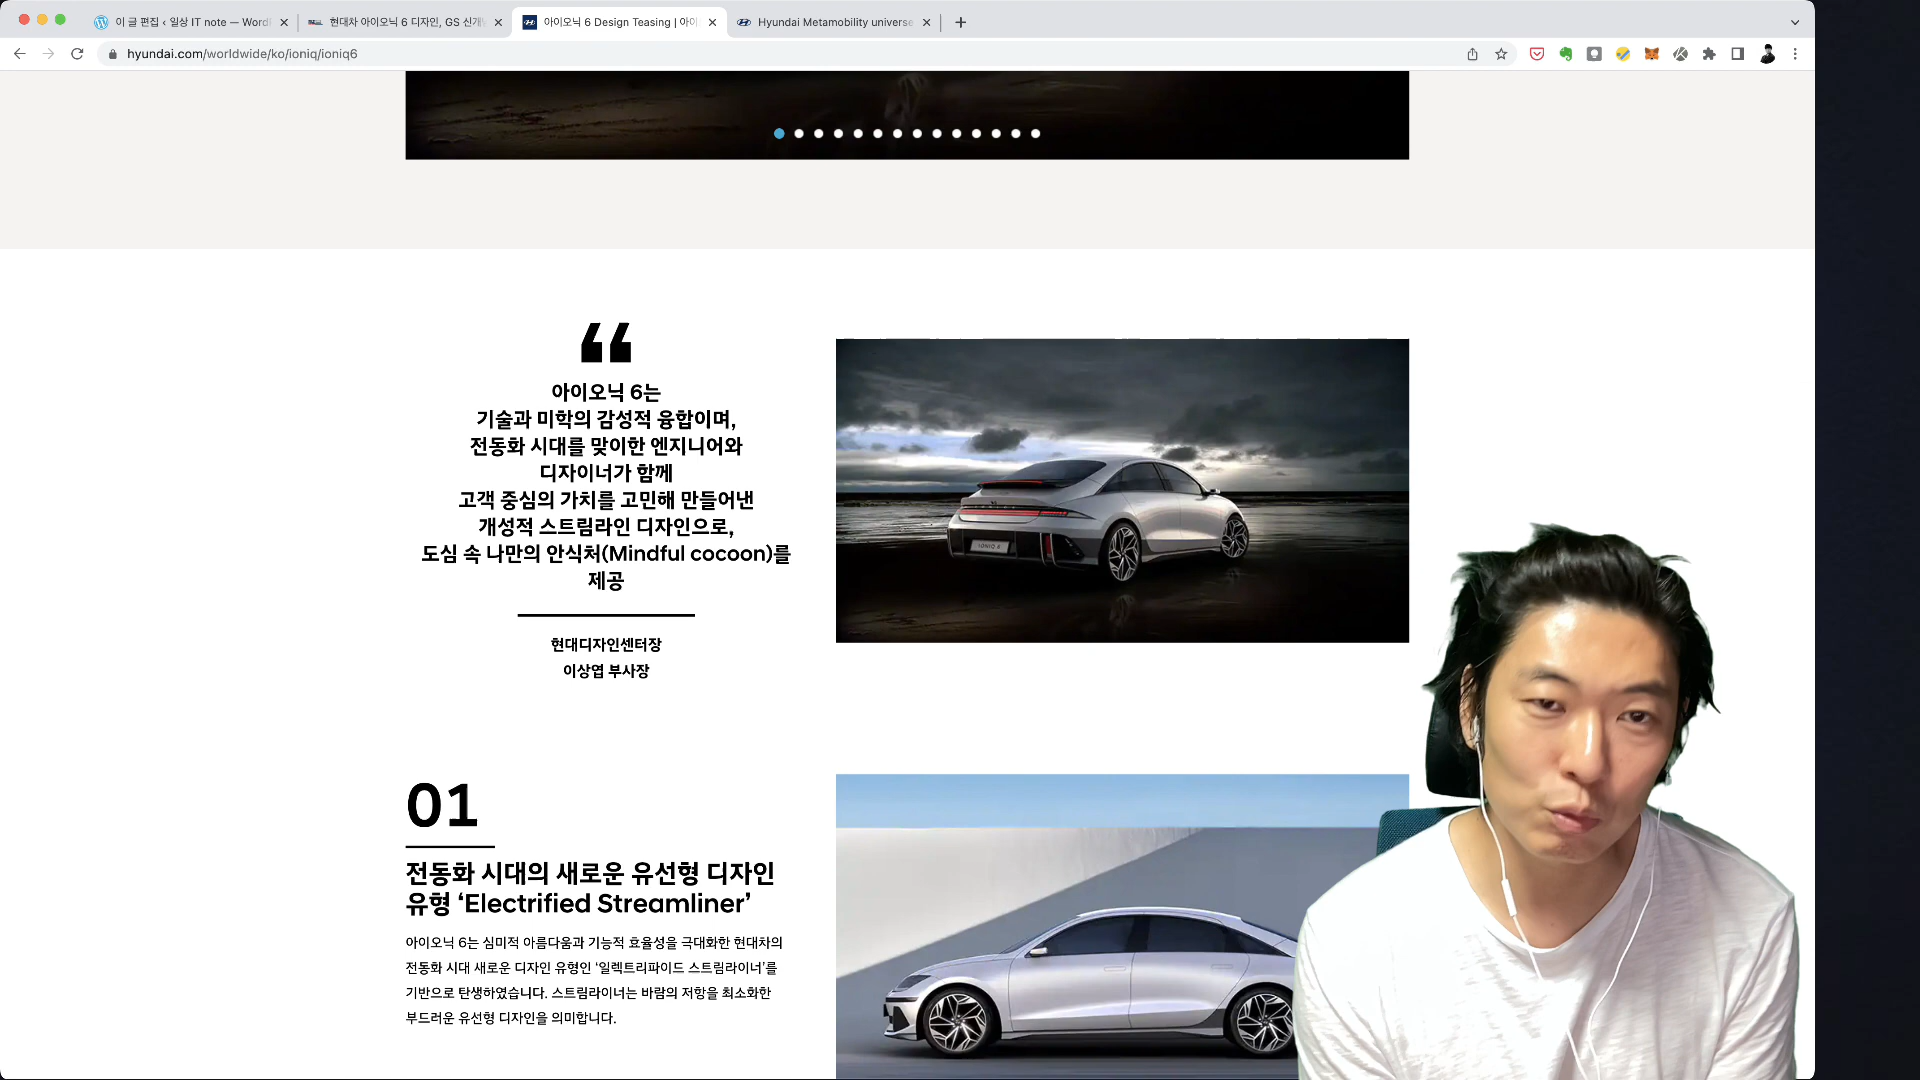 이 글 편집 ‹ 일상 IT note — Word
현대차 아이오닉 6 디자인, GS 신개
아이오닉 6 Design Teasing | 아이
Hyundai Metamobility universe
hyundai.com/worldwide/ko/ioniq/ioniq6
“
아이오닉 6는
기술과 미학의 감성적 융합이며,
전동화 시대를 맞이한 엔지니어와
디자이너가 함께
고객 중심의 가치를 고민해 만들어낸
개성적 스트림라인 디자인으로,
도심 속 나만의 안식처(Mindful cocoon)를
제공
현대디자인센터장
이상엽 부사장
IONIQ 6
01
전동화 시대의 새로운 유선형 디자인
유형 ‘Electrified Streamliner’
아이오닉 6는 심미적 아름다움과 기능적 효율성을 극대화한 현대차의
전동화 시대 새로운 디자인 유형인 ‘일렉트리파이드 스트림라이너’를
기반으로 탄생하였습니다. 스트림라이너는 바람의 저항을 최소화한
부드러운 유선형 디자인을 의미합니다.